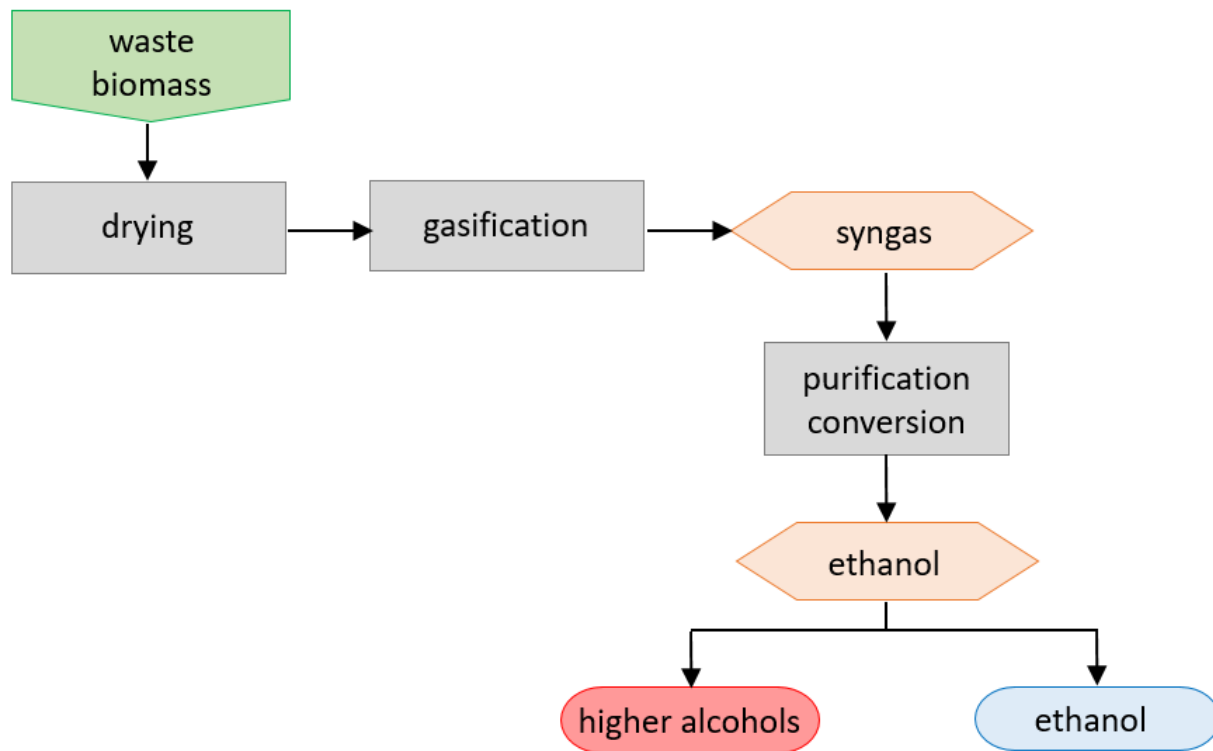 waste
biomass
drying
gasification
syngas
purification
conversion
ethanol
higher alcohols
ethanol